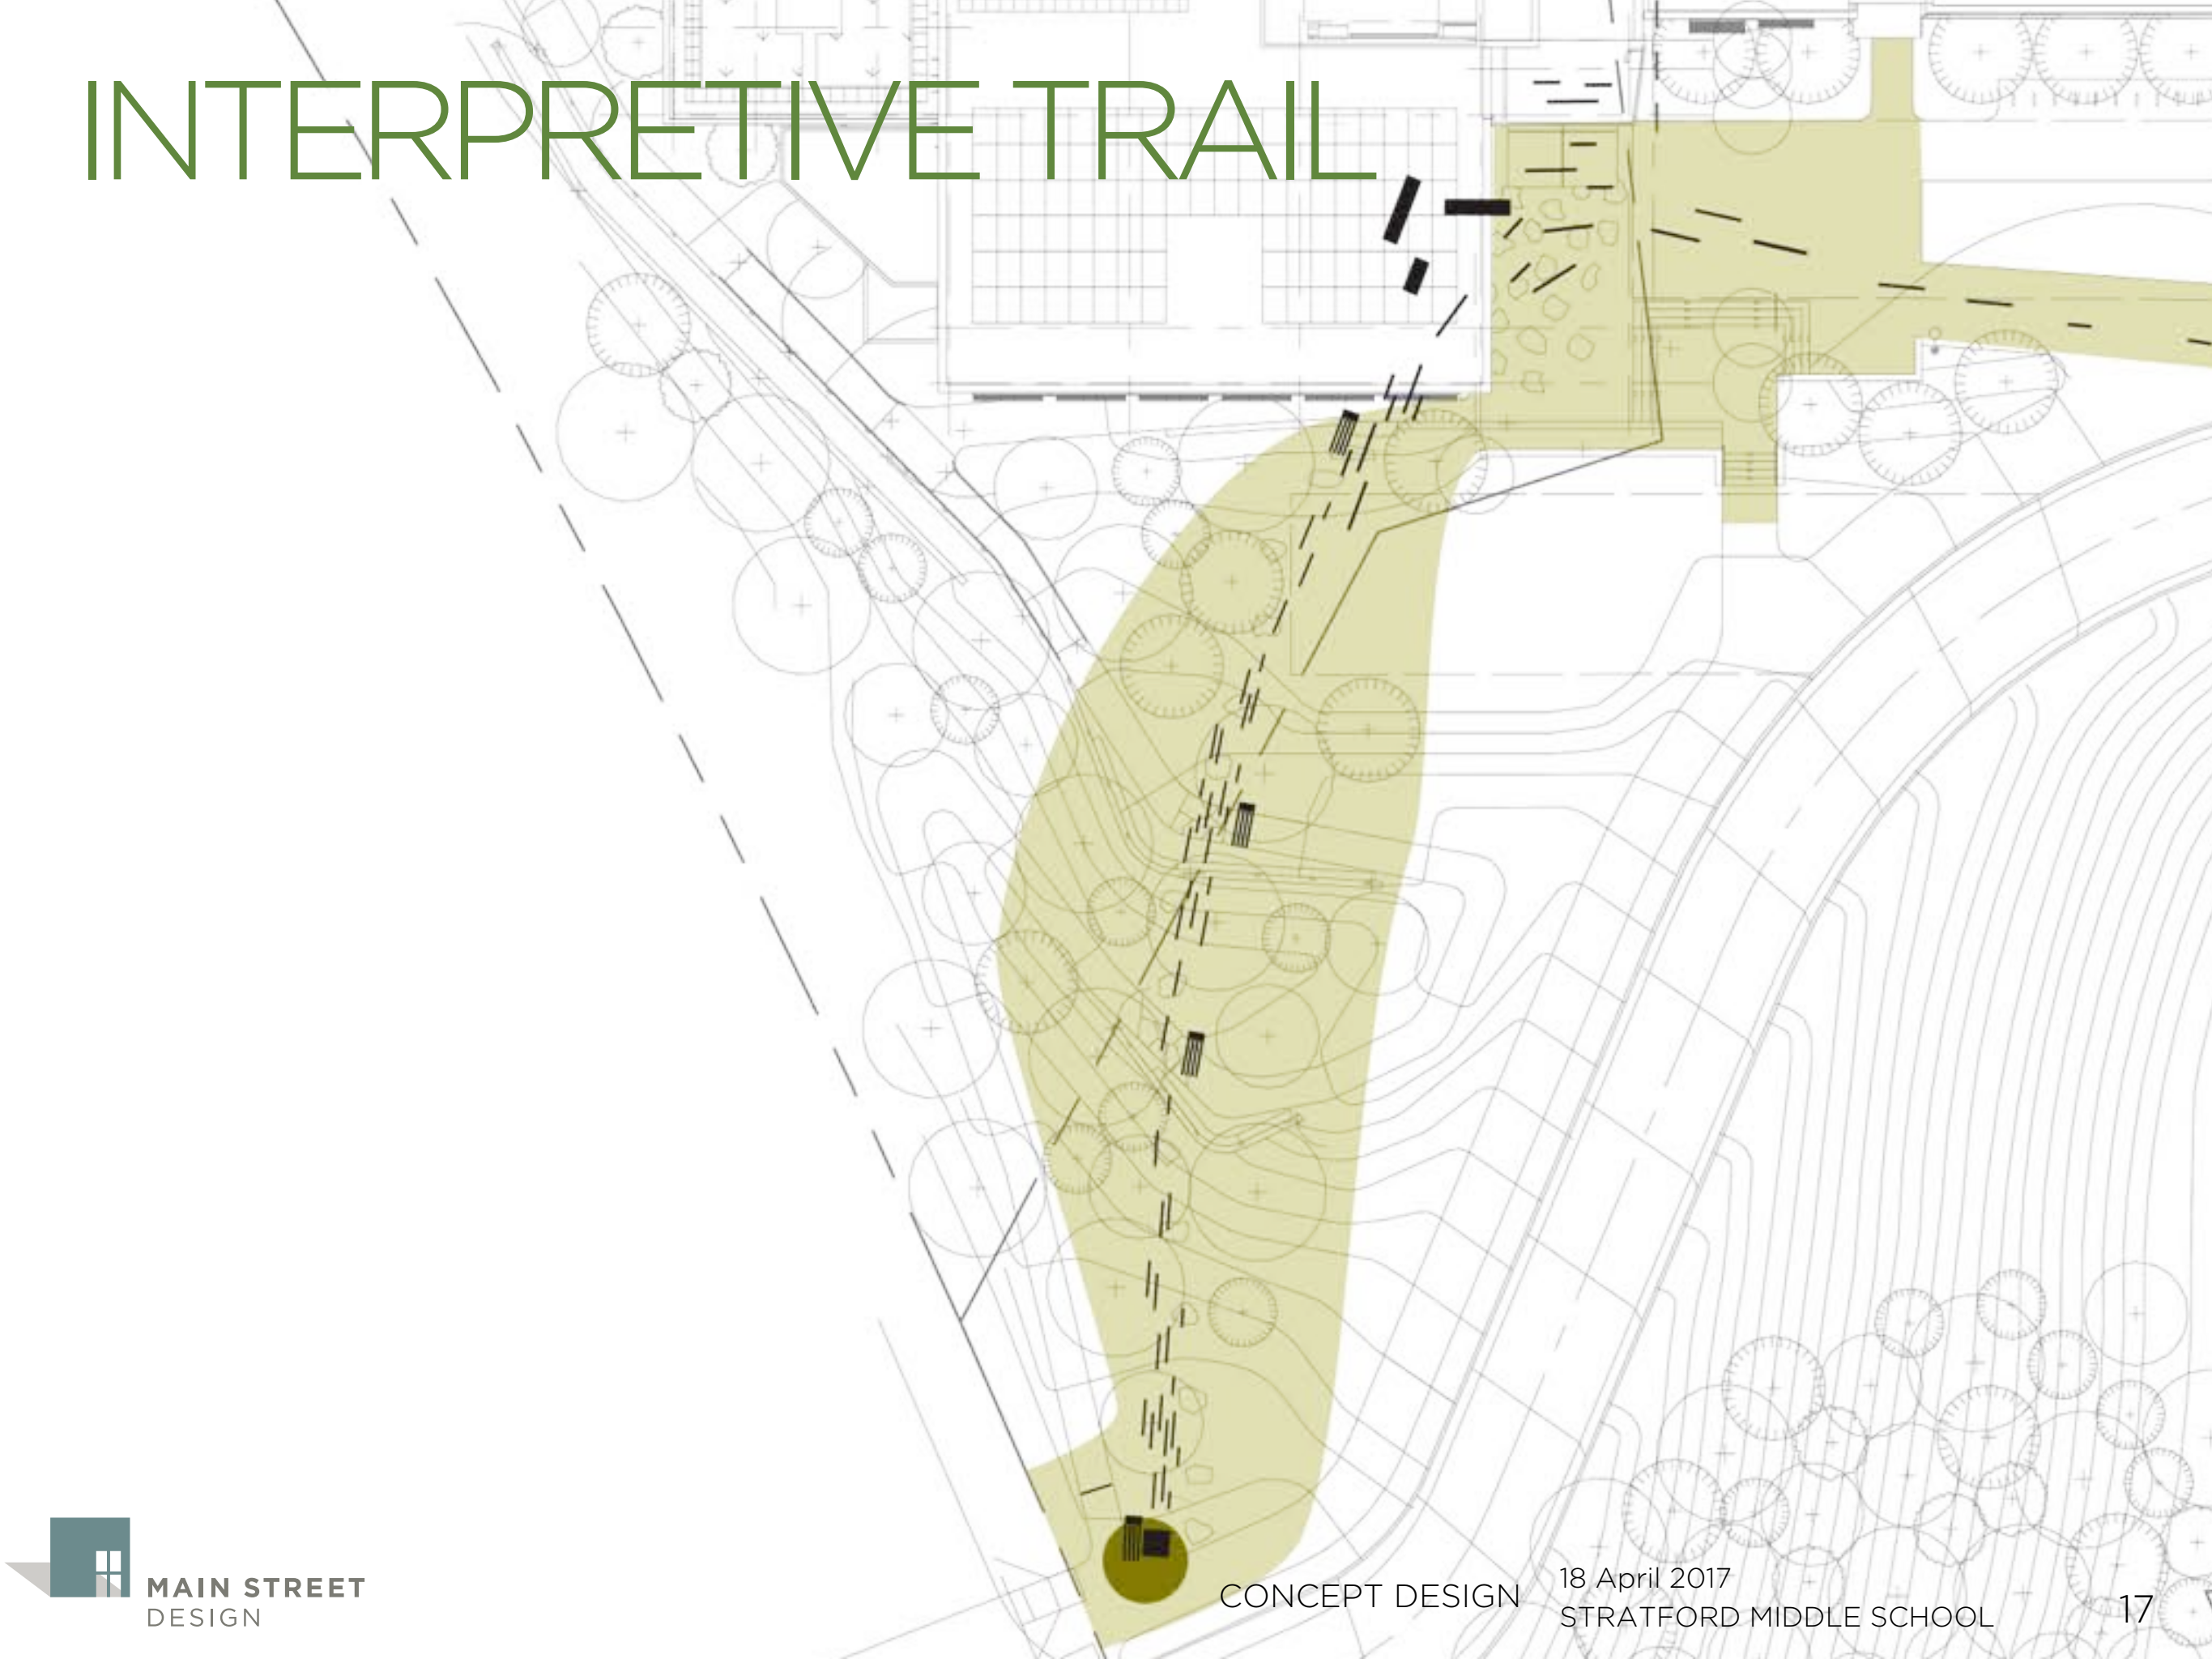 INTERPRETIVE TRAIL
MAIN STREET
DESIGN
CONCEPT DESIGN
18 April 2017
STRATFORD MIDDLE SCHOOL
17